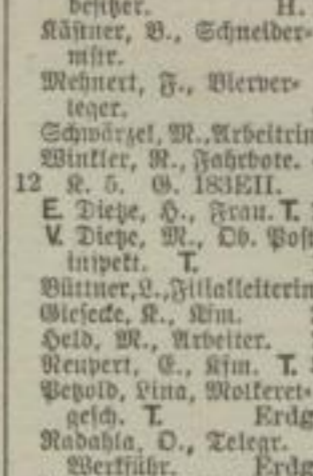 besitzer. H.
Kästner, B., Schneider-
mstr.
Mehnert, F., Bierver-
leger.
Schwärzel, M., Arbeitrin
Winkler, R., Fahrbote.
12 K. 5. G. 183EII.
E. Dietze, H., Frau. T.
V. Dietze, M., Ob. Post
inspekt. T.
Büttner, L., Filialleiterin
Giesecke, K., Kfm.
Held, M., Arbeiter.
Neupert, E., Kfm. T.
Petzold, Lina, Molkerei-
gesch. T. Erdg
Radahla, O., Telegr.
Werkführ. Erdg